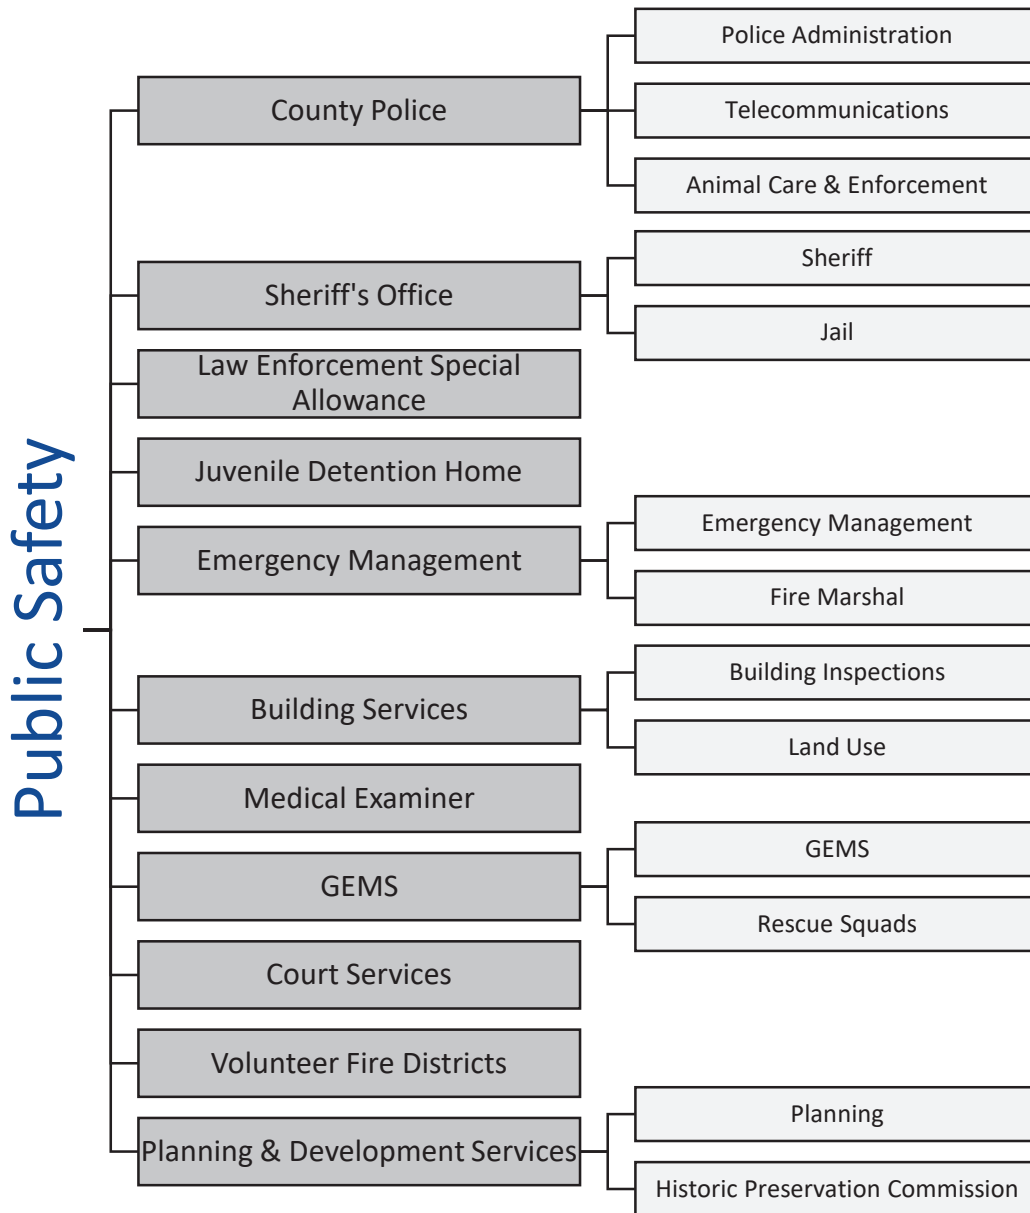 Public Safety
County Police
Police Administration
Telecommunications
Animal Care & Enforcement
Sheriff's Office
Sheriff
Jail
Law Enforcement Special
Allowance
Juvenile Detention Home
Emergency Management
Emergency Management
Fire Marshal
Building Services
Building Inspections
Land Use
Medical Examiner
GEMS
GEMS
Rescue Squads
Court Services
Volunteer Fire Districts
Planning & Development Services
Planning
Historic Preservation Commission